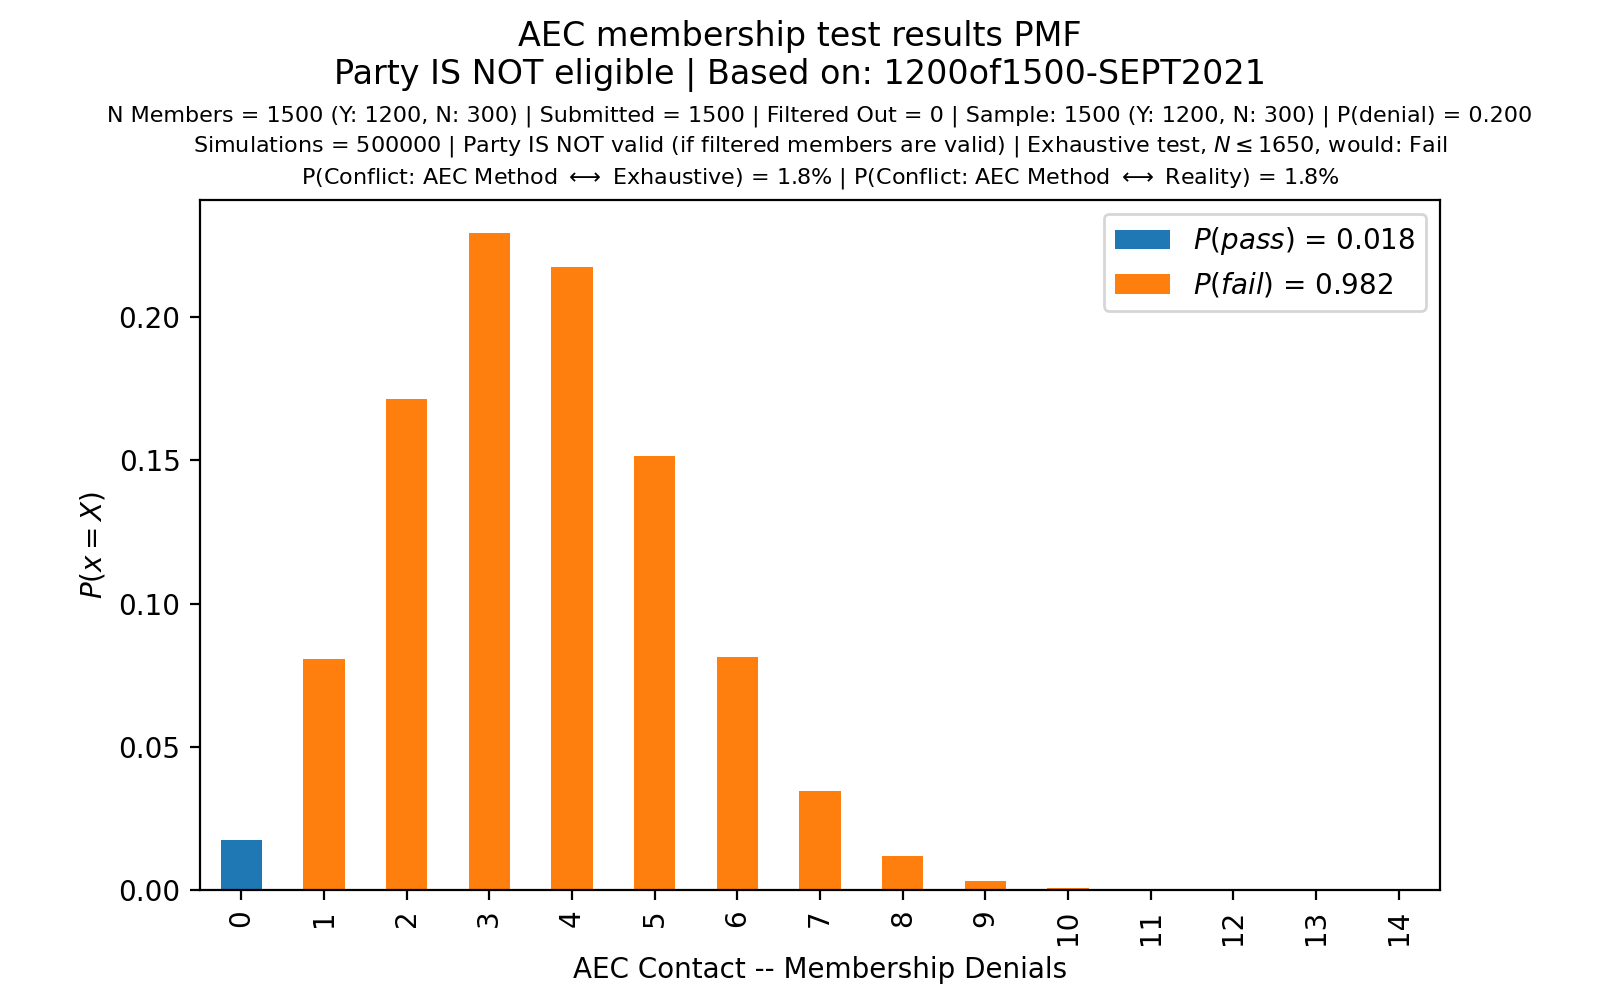 AEC membership test results PMF
Party IS NOT eligible | Based on: 1200of1500-SEPT2021
N Members = 1500 (Y: 1200, N: 300) | Submitted = 1500 | Filtered Out = 0 | Sample: 1500 (Y: 1200, N: 300) | P(denial) = 0.200
Simulations = 500000 | Party IS NOT valid (if filtered members are valid) | Exhaustive test, N ≤ 1650, would: Fail
P(Conflict: AEC Method ⟷ Exhaustive) = 1.8% | P(Conflict: AEC Method ⟷ Reality) = 1.8%
P(pass) = 0.018
P(fail) = 0.982
0.20
0.15
0.10
0.05
0.00
P(x = X)
0 1 2 3 4 5 6 7 8 9 10 11 12 13 14
AEC Contact -- Membership Denials